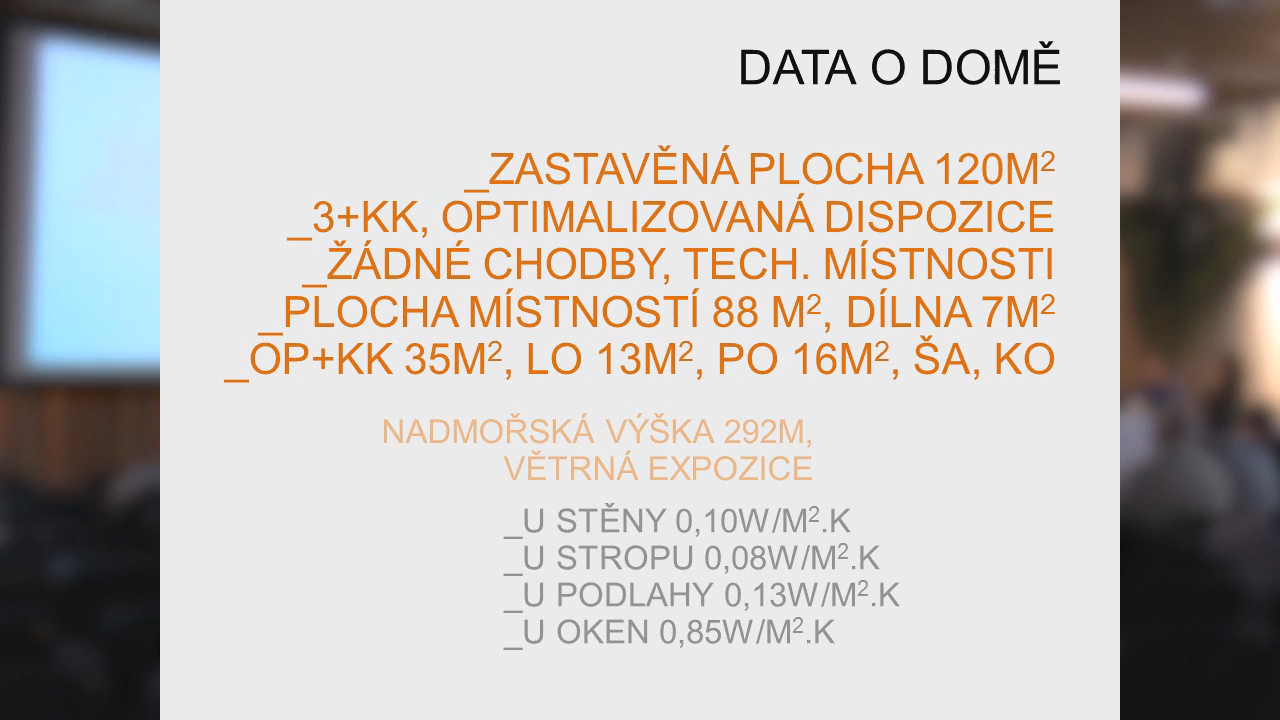 DATA O DOMĚ
_ZASTAVĚNÁ PLOCHA 120M²
_3+KK, OPTIMALIZOVANÁ DISPOZICE
_ŽÁDNÉ CHODBY, TECH. MÍSTNOSTI
_PLOCHA MÍSTNOSTÍ 88 M², DÍLNA 7M²
_OP+KK 35M², LO 13M², PO 16M², ŠA, KO
NADMOŘSKÁ VÝŠKA 292M,
VĚTRNÁ EXPOZICE
_U STĚNY 0,10W/M².K
_U STROPU 0,08W/M².K
_U PODLAHY 0,13W/M².K
_U OKEN 0,85W/M².K